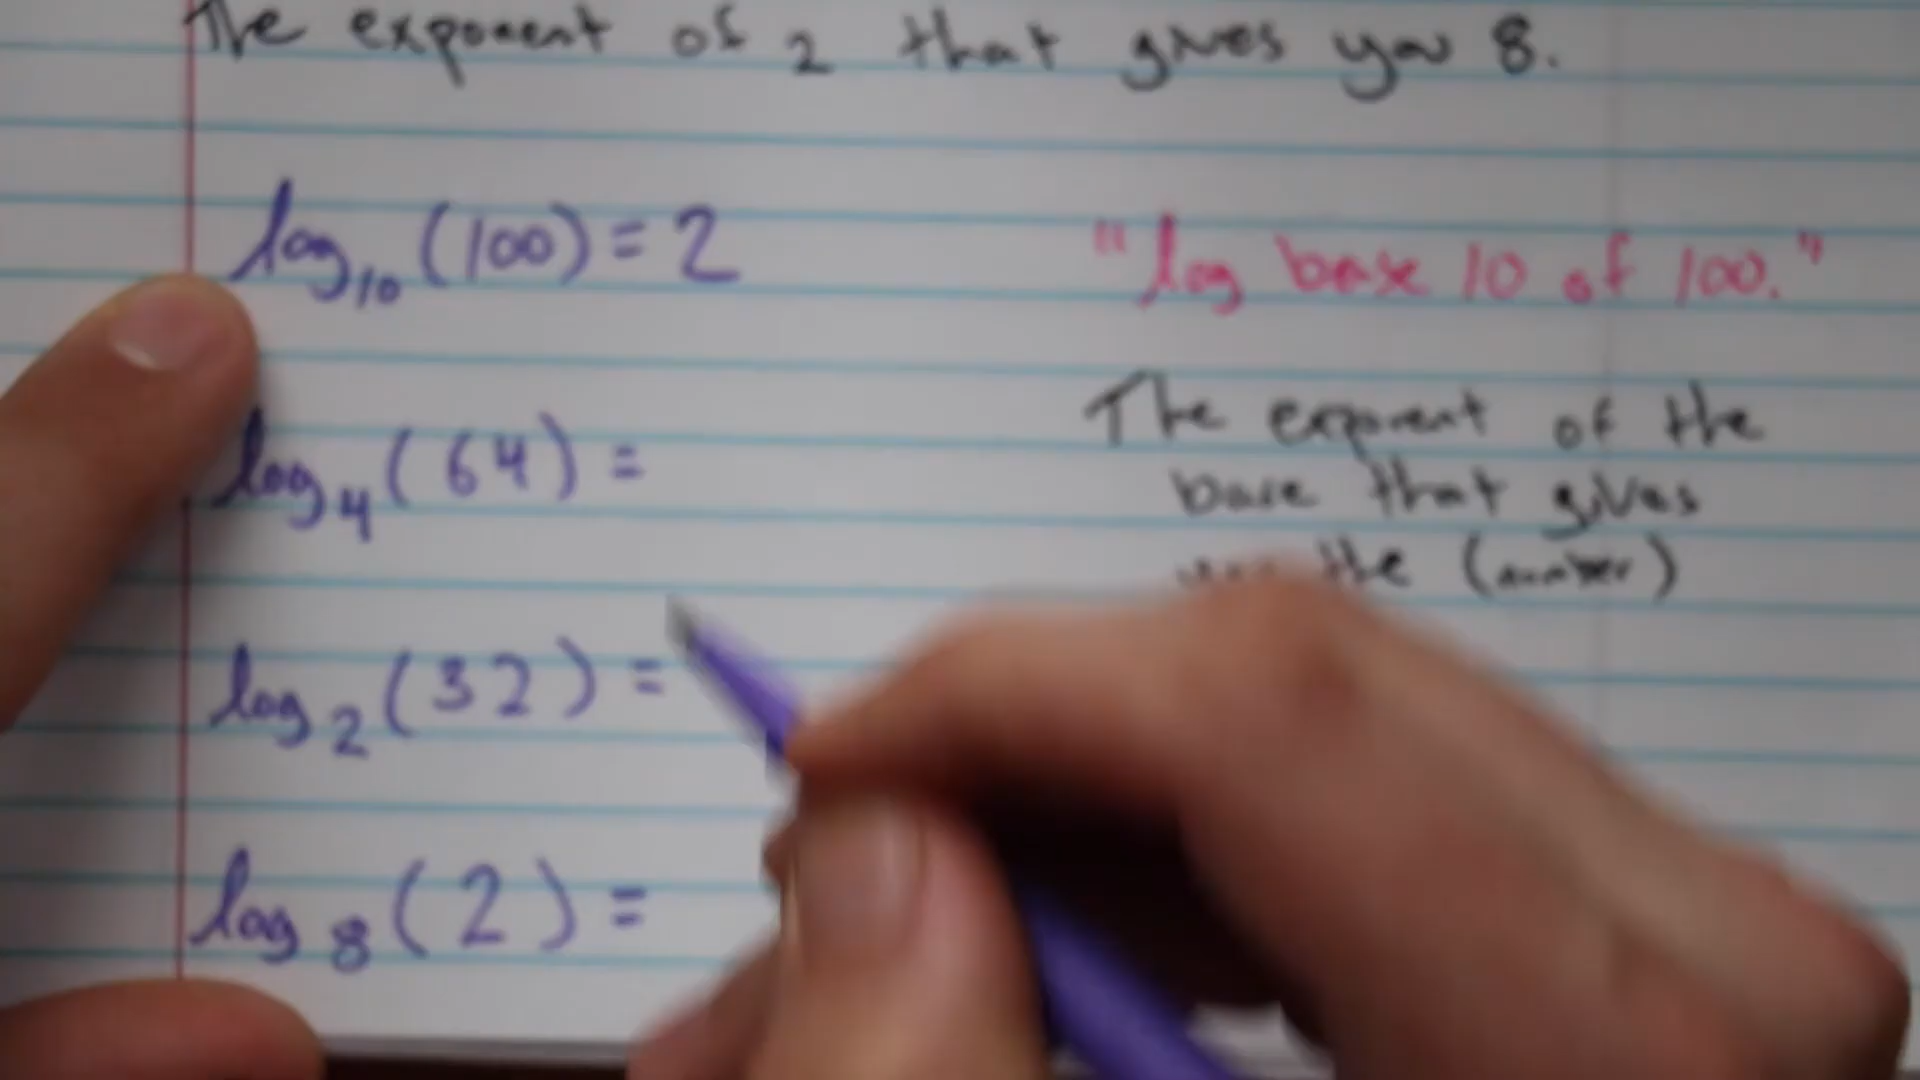 The exponent of 2 that gives you 8.
log₁₀(100) = 2
"log base 10 of 100."
The exponent of the
base that gives
the (number)
log₄(64) =
log₂(32) =
log₈(2) =